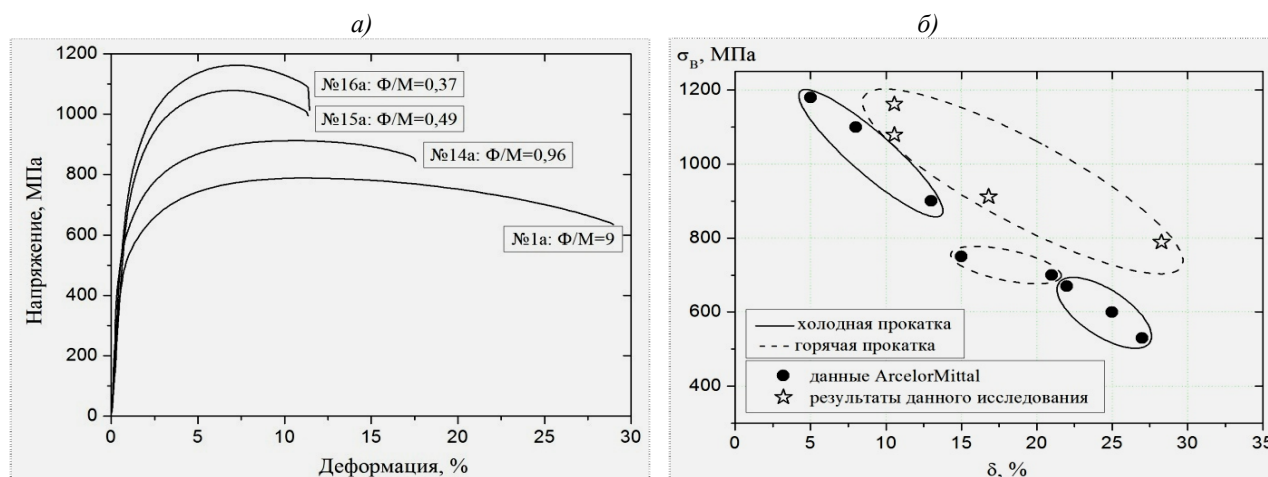 а)
1200
1000
800
600
400
200
0
Напряжение, МПа
№16а: Ф/М=0,37
№15а: Ф/М=0,49
№14а: Ф/М=0,96
№1а: Ф/М=9
0 5 10 15 20 25 30
Деформация, %
б)
σВ, МПа
1200
1000
800
600
400
холодная прокатка
горячая прокатка
данные ArcelorMittal
результаты данного исследования
0 5 10 15 20 25 30 35
δ, %